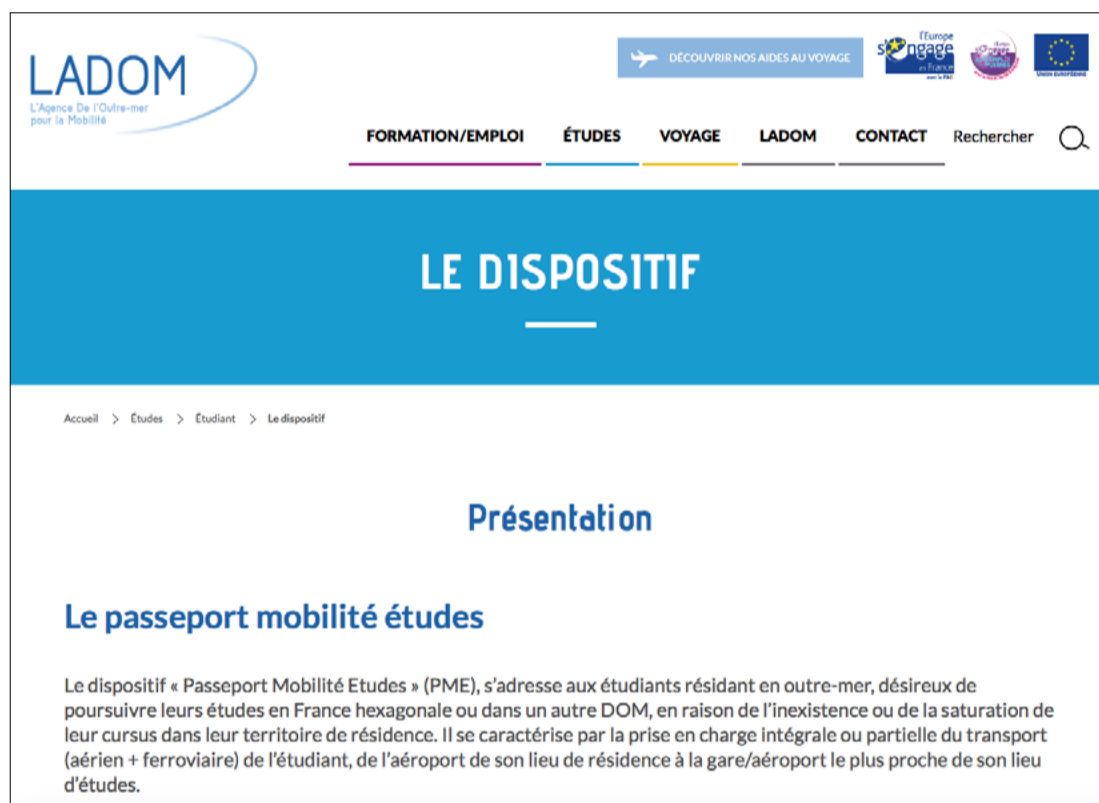 LADOM
L'Agence De l'Outre-mer
pour la Mobilité
DÉCOUVRIR NOS AIDES AU VOYAGE
l'Europe
s'engage
en France
UNION EUROPÉENNE
FORMATION/EMPLOI ÉTUDES VOYAGE LADOM CONTACT Rechercher
LE DISPOSITIF
Accueil > Études > Étudiant > Le dispositif
Présentation
Le passeport mobilité études
Le dispositif « Passeport Mobilité Etudes » (PME), s’adresse aux étudiants résidant en outre-mer, désireux de
poursuivre leurs études en France hexagonale ou dans un autre DOM, en raison de l’inexistence ou de la saturation de
leur cursus dans leur territoire de résidence. Il se caractérise par la prise en charge intégrale ou partielle du transport
(aérien + ferroviaire) de l’étudiant, de l’aéroport de son lieu de résidence à la gare/aéroport le plus proche de son lieu
d’études.